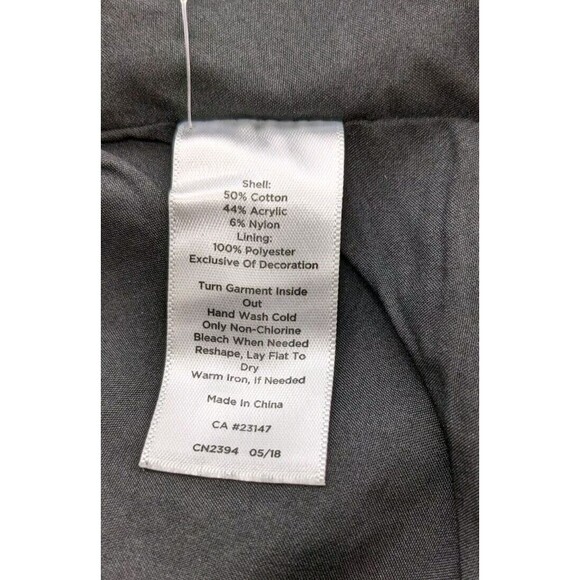 Shell:
50% Cotton
44% Acrylic
6% Nylon
Lining:
100% Polyester
Exclusive Of Decoration
Turn Garment Inside
Out
Hand Wash Cold
Only Non-Chlorine
Bleach When Needed
Reshape, Lay Flat To
Dry
Warm Iron, If Needed
Made In China
CA #23147
CN2394 05/18